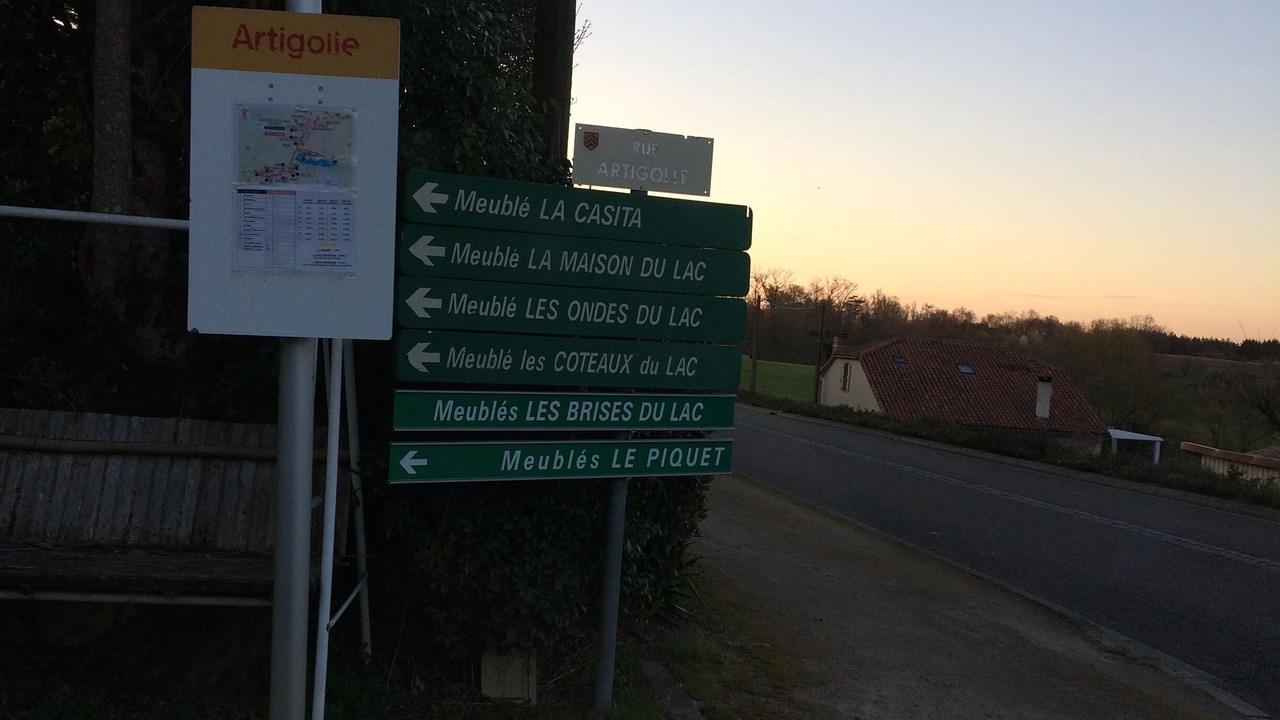 Artigolle
RUE
ARTIGOLLE
Meublé LA CASITA
Meublé LA MAISON DU LAC
Meublé LES ONDES DU LAC
Meublé les COTEAUX du LAC
Meublés LES BRISES DU LAC
Meublés LE PIQUET